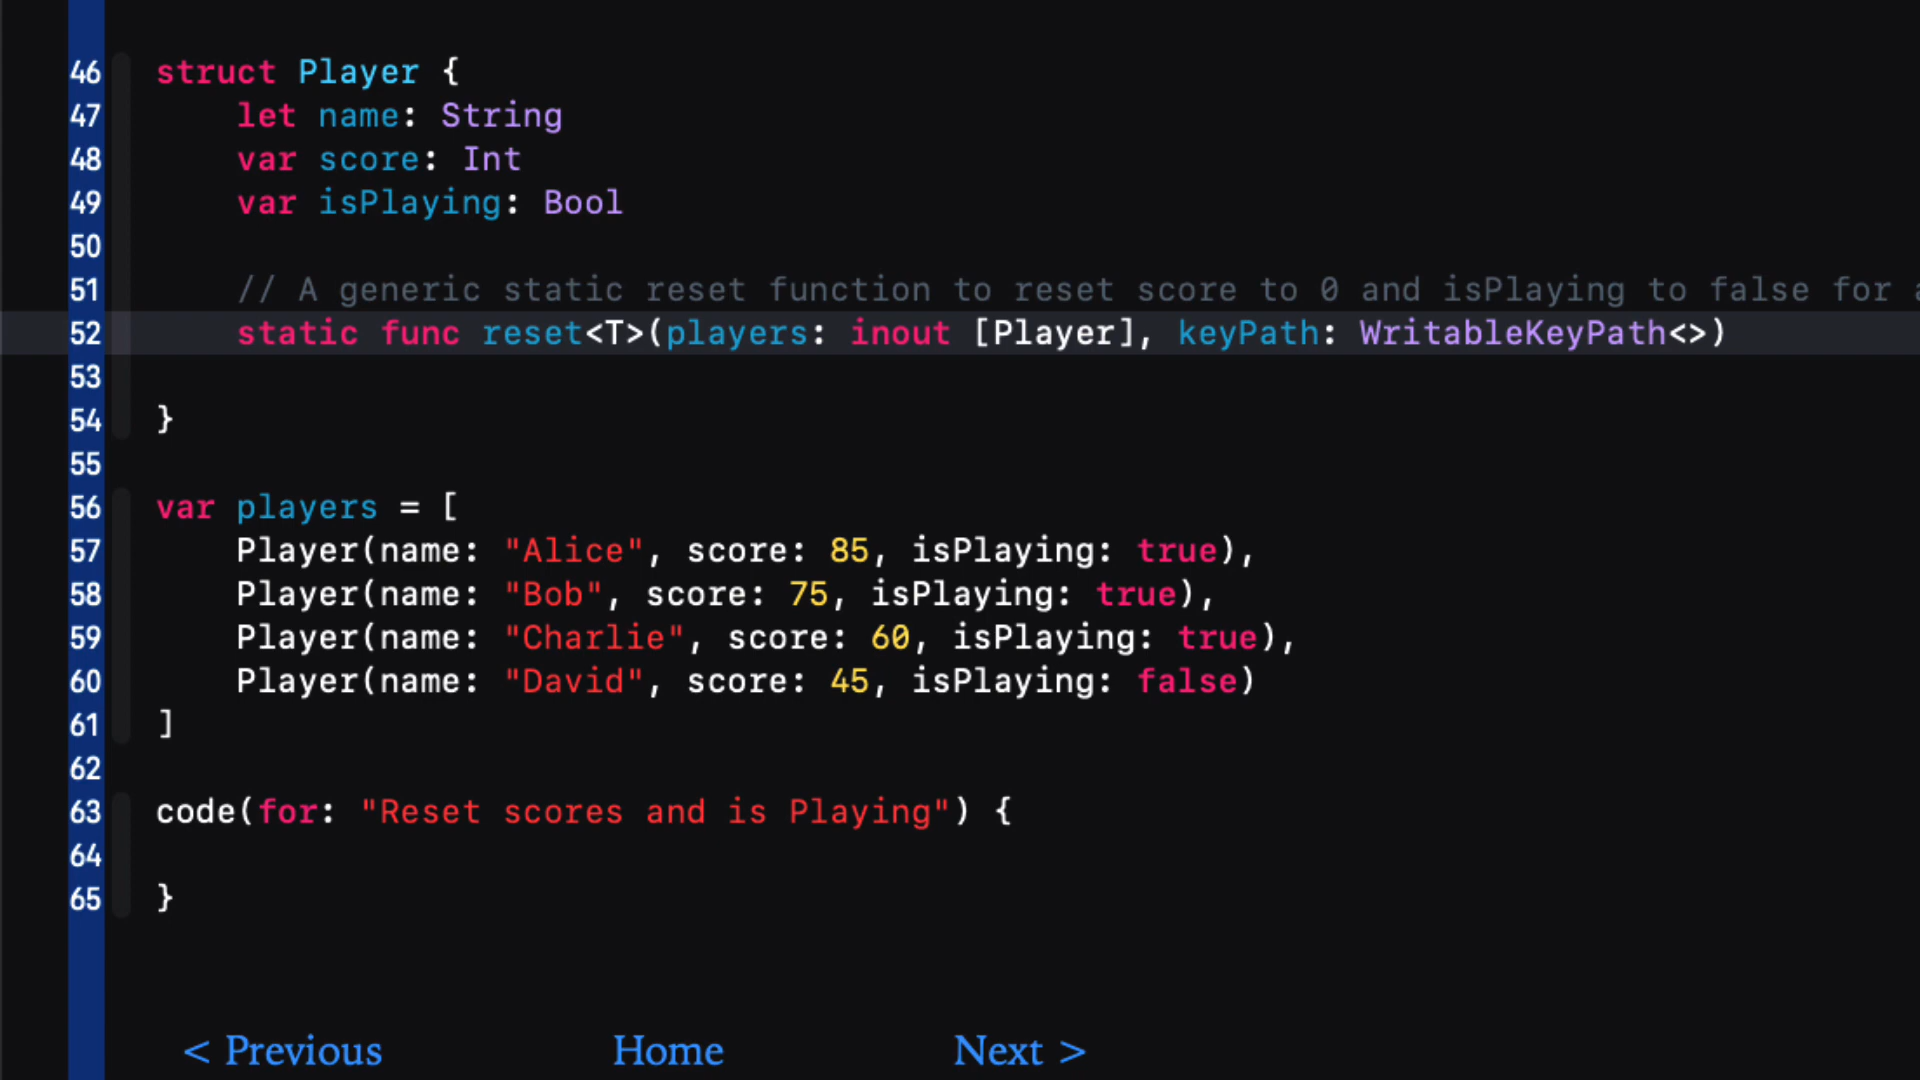 46 struct Player {
47 let name: String
48 var score: Int
49 var isPlaying: Bool
50
51 // A generic static reset function to reset score to 0 and isPlaying to false for
52 static func reset<T>(players: inout [Player], keyPath: WritableKeyPath<>)
53
54 }
55
56 var players = [
57 Player(name: "Alice", score: 85, isPlaying: true),
58 Player(name: "Bob", score: 75, isPlaying: true),
59 Player(name: "Charlie", score: 60, isPlaying: true),
60 Player(name: "David", score: 45, isPlaying: false)
61 ]
62
63 code(for: "Reset scores and is Playing") {
64
65 }
< Previous Home Next >